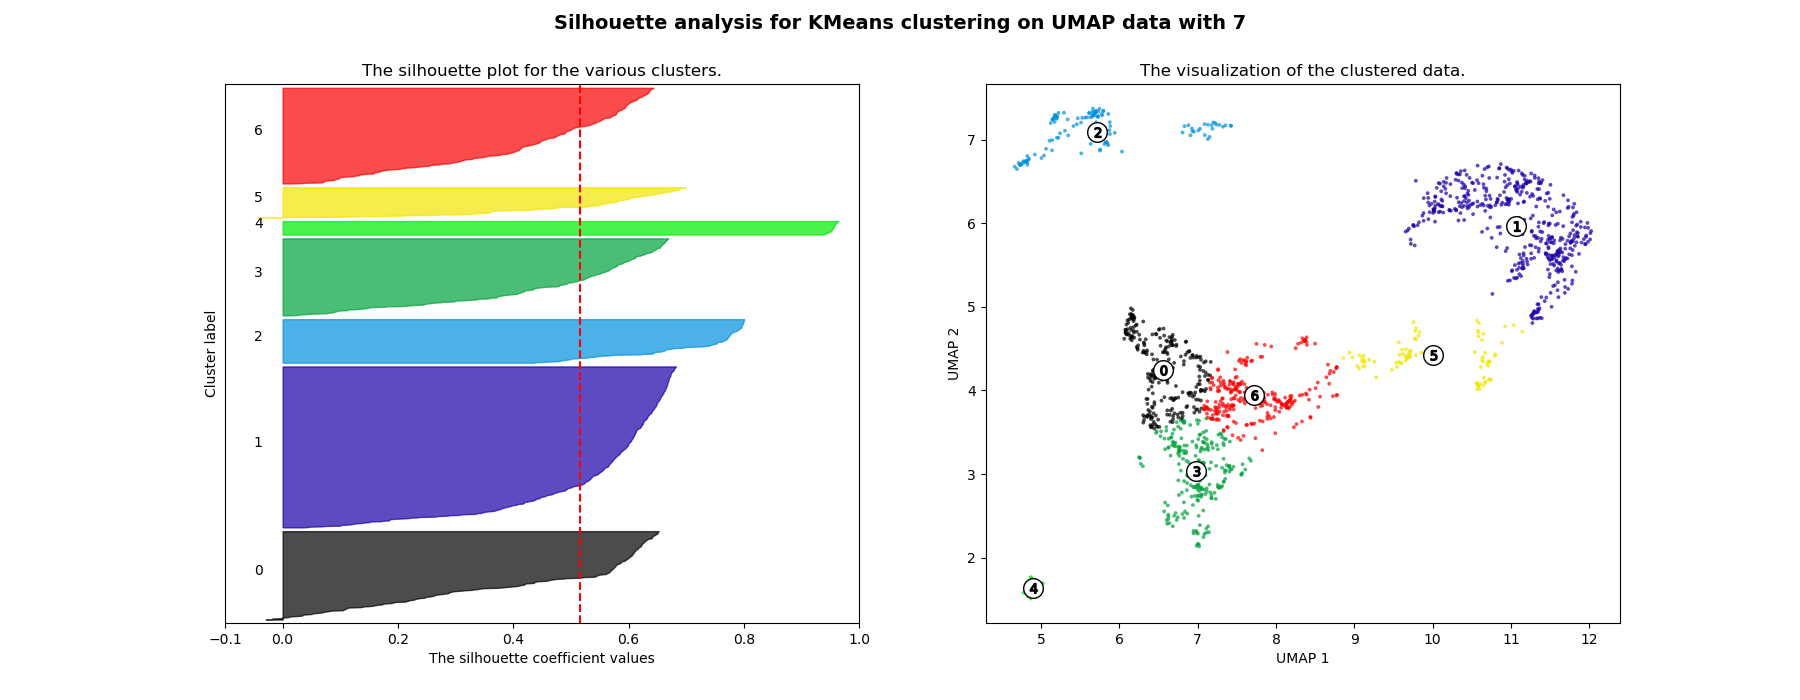 Silhouette analysis for KMeans clustering on UMAP data with 7
The silhouette plot for the various clusters.
Cluster label
6
5
4
3
2
1
0
−0.1 0.0 0.2 0.4 0.6 0.8 1.0
The silhouette coefficient values
The visualization of the clustered data.
UMAP 2
7
6
5
4
3
2
2
1
0
5
6
3
4
5 6 7 8 9 10 11 12
UMAP 1